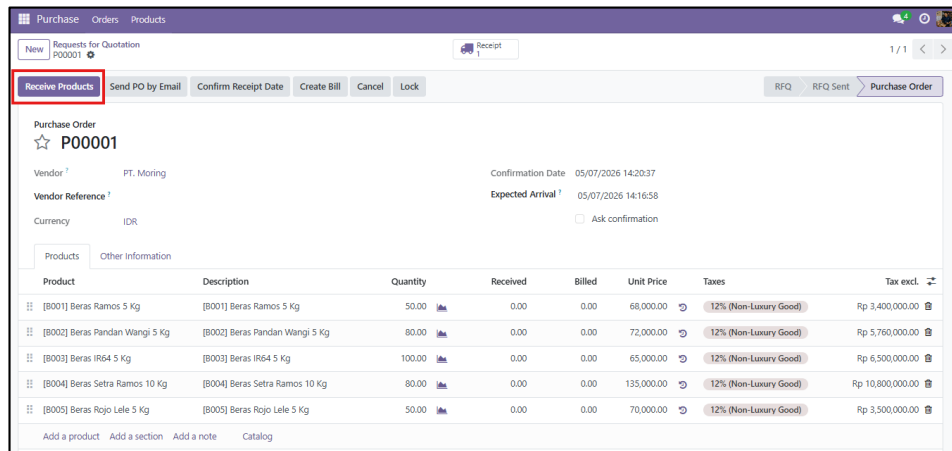 Purchase Orders Products 4
New Requests for Quotation Receipt 1/1
P00001 1
Receive Products Send PO by Email Confirm Receipt Date Create Bill Cancel Lock RFQ RFQ Sent Purchase Order
Purchase Order
P00001
Vendor ? PT. Moring Confirmation Date 05/07/2026 14:20:37
Vendor Reference ? Expected Arrival ? 05/07/2026 14:16:58
Currency IDR Ask confirmation
Products Other Information
Product Description Quantity Received Billed Unit Price Taxes Tax excl.
[B001] Beras Ramos 5 Kg [B001] Beras Ramos 5 Kg 50.00 0.00 0.00 68,000.00 12% (Non-Luxury Good) Rp 3,400,000.00
[B002] Beras Pandan Wangi 5 Kg [B002] Beras Pandan Wangi 5 Kg 80.00 0.00 0.00 72,000.00 12% (Non-Luxury Good) Rp 5,760,000.00
[B003] Beras IR64 5 Kg [B003] Beras IR64 5 Kg 100.00 0.00 0.00 65,000.00 12% (Non-Luxury Good) Rp 6,500,000.00
[B004] Beras Setra Ramos 10 Kg [B004] Beras Setra Ramos 10 Kg 80.00 0.00 0.00 135,000.00 12% (Non-Luxury Good) Rp 10,800,000.00
[B005] Beras Rojo Lele 5 Kg [B005] Beras Rojo Lele 5 Kg 50.00 0.00 0.00 70,000.00 12% (Non-Luxury Good) Rp 3,500,000.00
Add a product Add a section Add a note Catalog